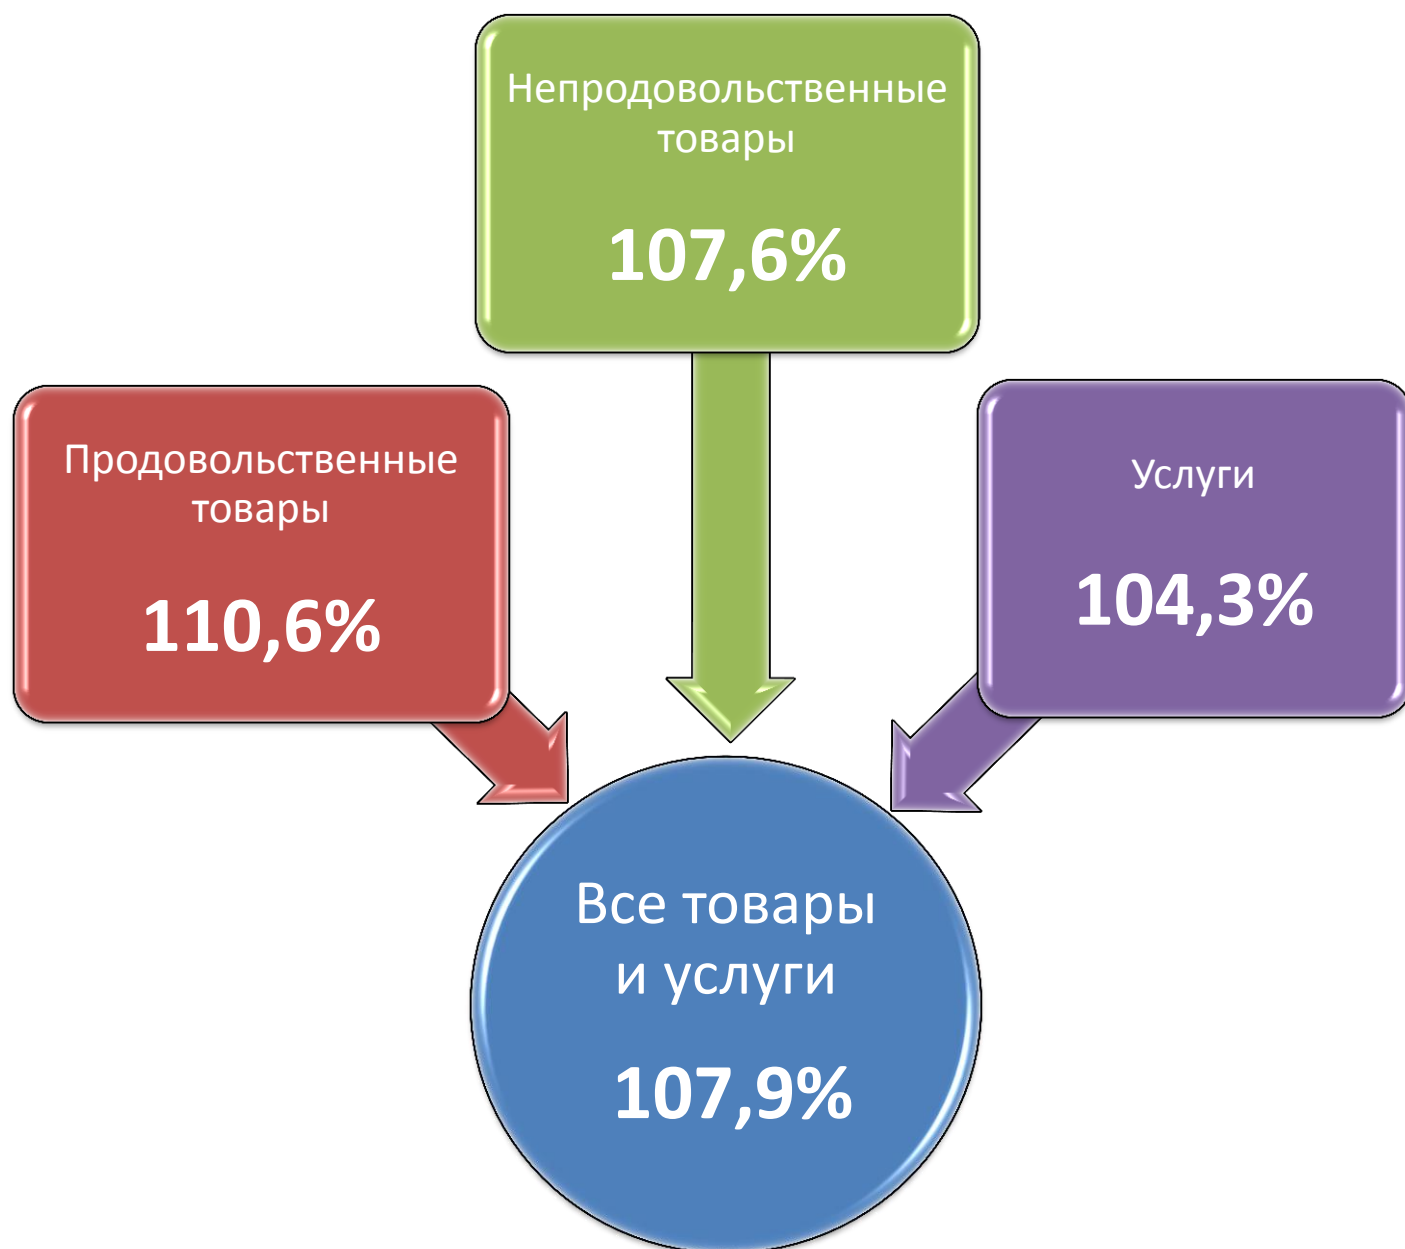 Непродовольственные
товары
107,6%
Продовольственные
товары
110,6%
Услуги
104,3%
Все товары
и услуги
107,9%